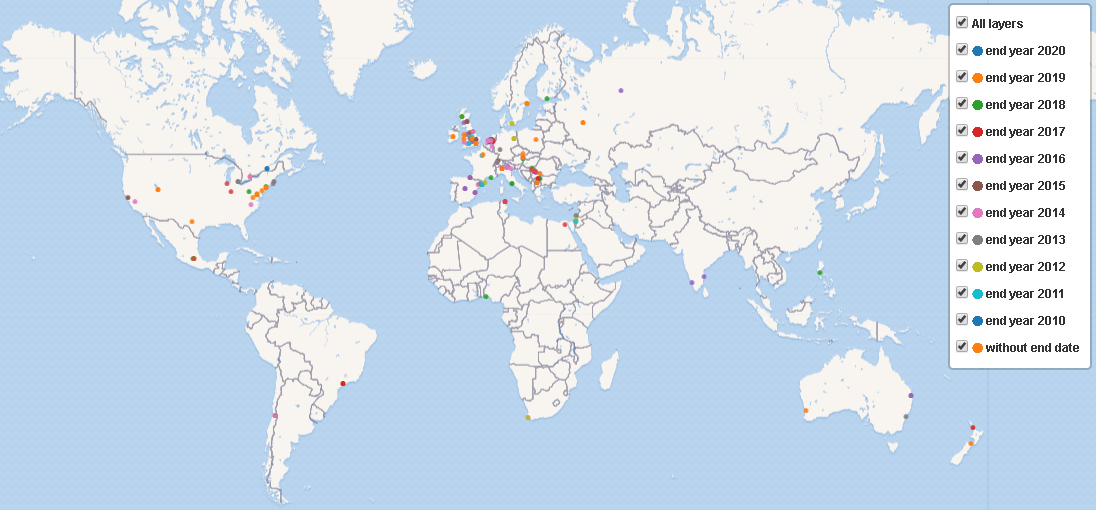 All layers
end year 2020
end year 2019
end year 2018
end year 2017
end year 2016
end year 2015
end year 2014
end year 2013
end year 2012
end year 2011
end year 2010
without end date